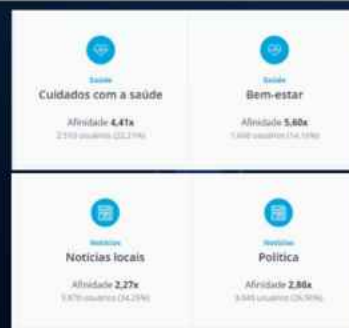 Saúde
Cuidados com a saúde
Afinidade 4,41x
Saúde
Bem-estar
Afinidade 5,60x
Notícias
Notícias locais
Afinidade 2,27x
Notícias
Política
Afinidade 2,86x